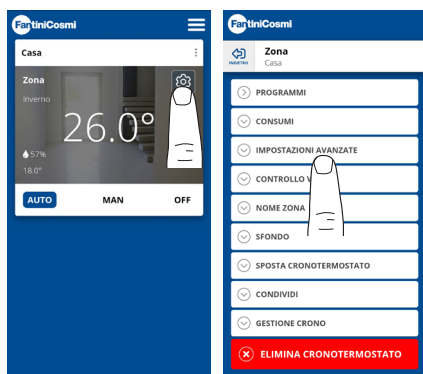 FantiniCosmi
Casa
Zona
Inverno
26.0°
57%
18.0°
AUTO MAN OFF
FantiniCosmi
INDIETRO
Zona
Casa
PROGRAMMI
CONSUMI
IMPOSTAZIONI AVANZATE
CONTROLLO V
NOME ZONA
SFONDO
SPOSTA CRONOTERMOSTATO
CONDIVIDI
GESTIONE CRONO
ELIMINA CRONOTERMOSTATO